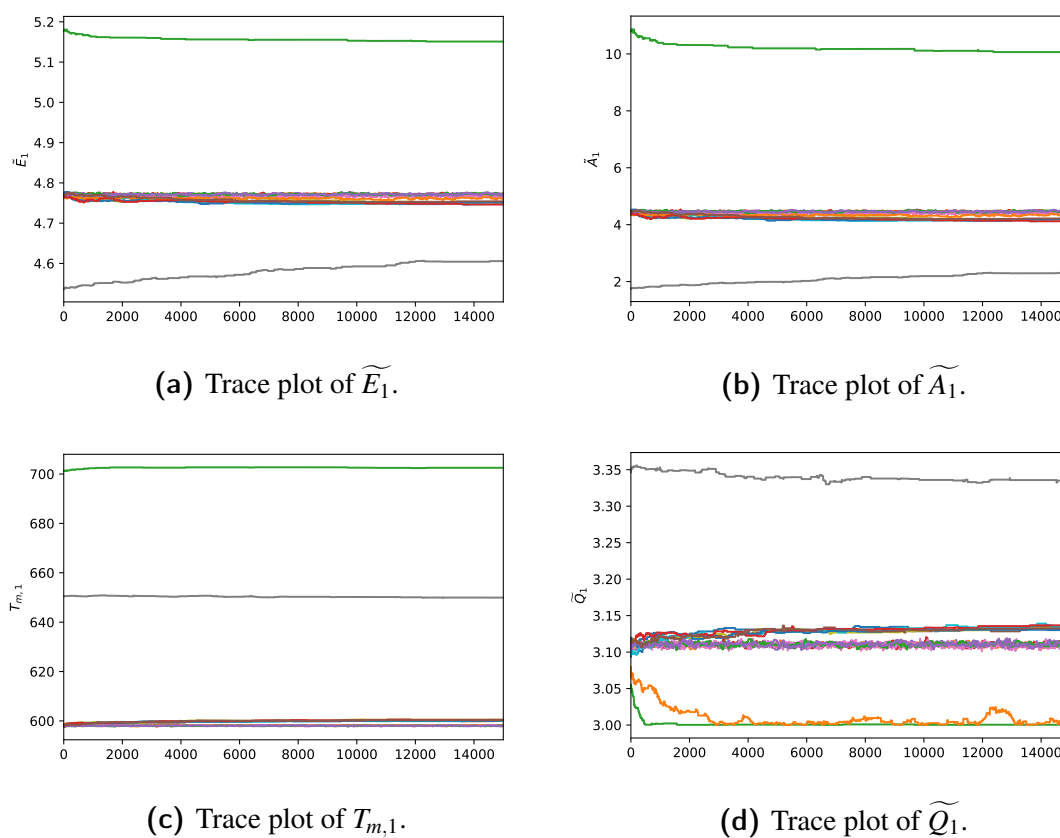 5.2
5.1
5.0
4.9
4.8
4.7
4.6
Ẽ₁
0 2000 4000 6000 8000 10000 12000 14000
(a) Trace plot of Ẽ₁.
10
8
6
4
2
Ã₁
0 2000 4000 6000 8000 10000 12000 14000
(b) Trace plot of Ã₁.
700
680
660
640
620
600
Tₘ,₁
0 2000 4000 6000 8000 10000 12000 14000
(c) Trace plot of Tₘ,₁.
3.35
3.30
3.25
3.20
3.15
3.10
3.05
3.00
Q̃₁
0 2000 4000 6000 8000 10000 12000 14000
(d) Trace plot of Q̃₁.